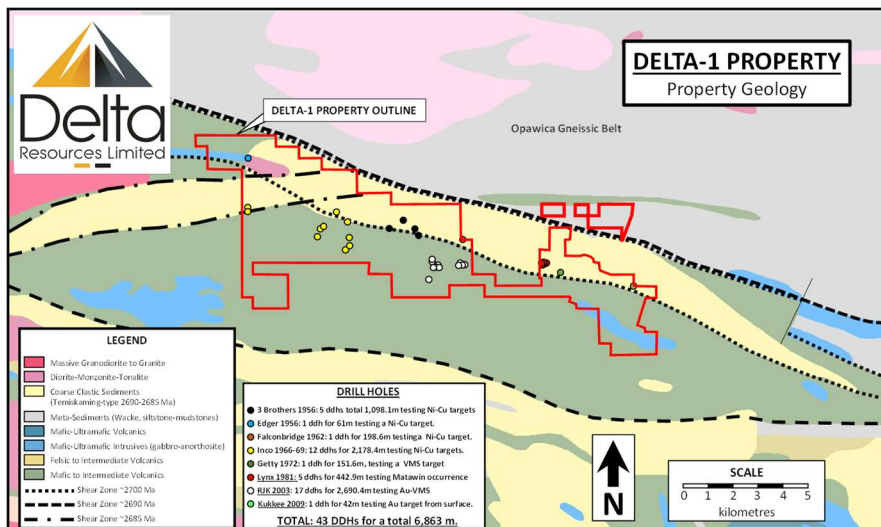 Delta
Resources Limited
DELTA-1 PROPERTY OUTLINE
DELTA-1 PROPERTY
Property Geology
Opawica Gneissic Belt
LEGEND
Massive Granodiorite to Granite
Diorite-Monzonite-Tonalite
Coarse Clastic Sediments
(Temiskaming-type 2690-2685 Ma)
Meta-Sediments (Wacke, siltstone-mudstones)
Mafic-Ultramafic Volcanics
Mafic-Ultramafic Intrusives (gabbro-anorthosite)
Felsic to Intermediate Volcanics
Mafic to Intermediate Volcanics
Shear Zone ~2700 Ma
Shear Zone ~2690 Ma
Shear Zone ~2685 Ma
DRILL HOLES
3 Brothers 1956: 5 ddhs total 1,098.1m testing Ni-Cu targets
Edger 1956: 1 ddh for 61m testing a Ni-Cu target.
Falconbridge 1962: 1 ddh for 198.6m testing a Ni-Cu target.
Inco 1966-69: 12 ddhs for 2,178.4m testing Ni-Cu targets.
Getty 1972: 1 ddh for 151.6m, testing a VMS target
Lynx 1981: 5 ddhs for 442.9m testing Matawin occurrence
RJK 2003: 17 ddhs for 2,690.4m testing Au-VMS
Kukkee 2009: 1 ddh for 42m testing Au target from surface.
TOTAL: 43 DDHs for a total 6,863 m.
N
SCALE
0 1 2 3 4 5
kilometres